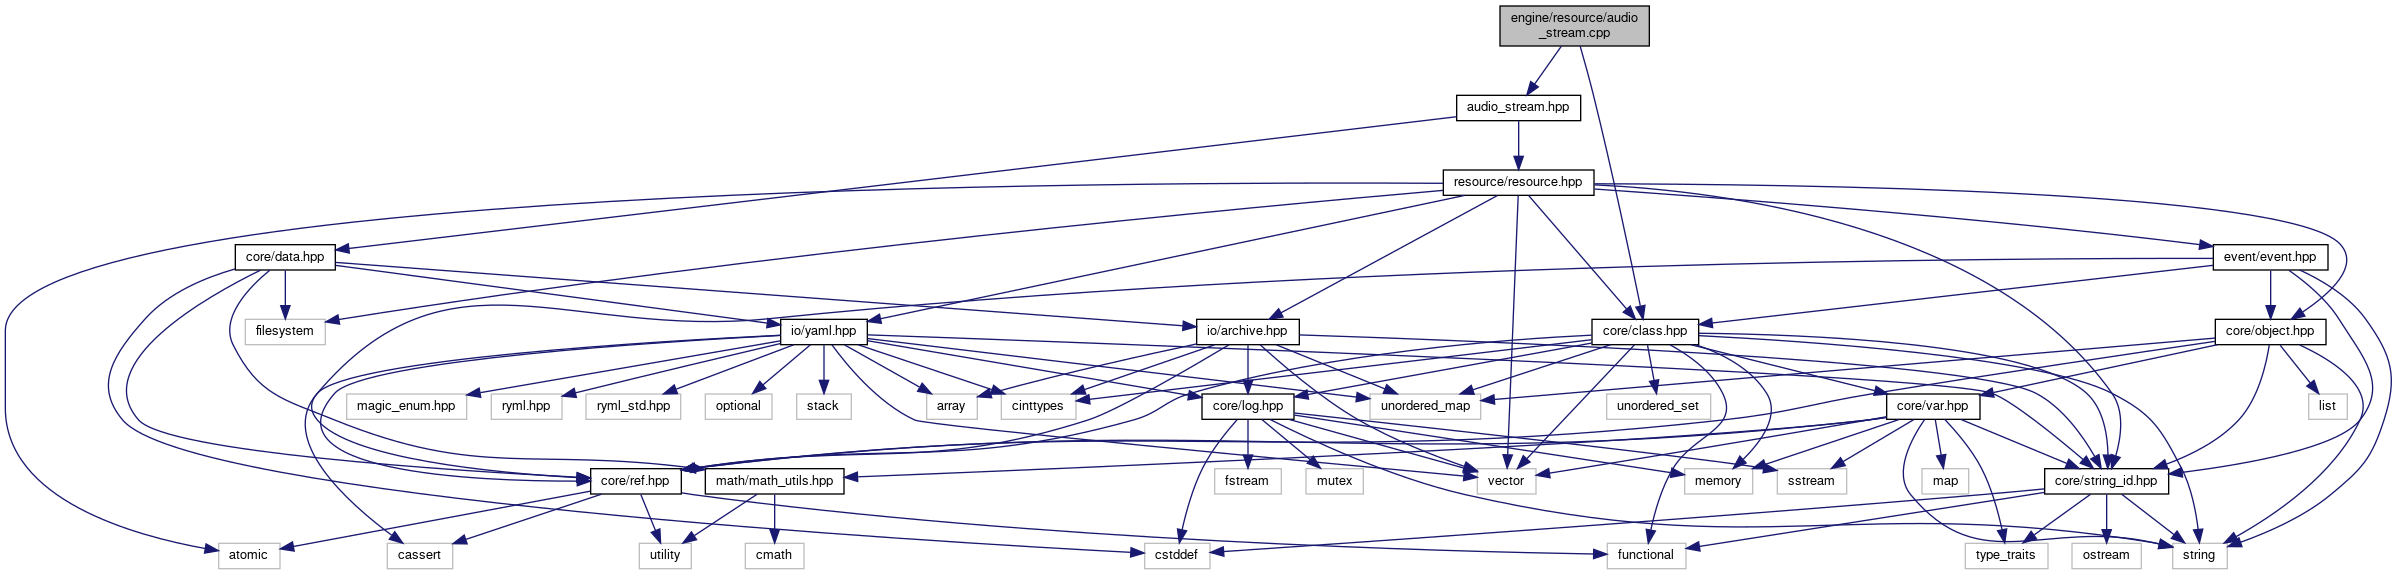 engine/resource/audio
_stream.cpp
audio_stream.hpp
resource/resource.hpp
core/data.hpp
event/event.hpp
filesystem
io/yaml.hpp
io/archive.hpp
core/class.hpp
core/object.hpp
magic_enum.hpp
ryml.hpp
ryml_std.hpp
optional
stack
array
cinttypes
core/log.hpp
unordered_map
unordered_set
core/var.hpp
list
core/ref.hpp
math/math_utils.hpp
fstream
mutex
vector
memory
sstream
map
core/string_id.hpp
atomic
cassert
utility
cmath
cstddef
functional
type_traits
ostream
string